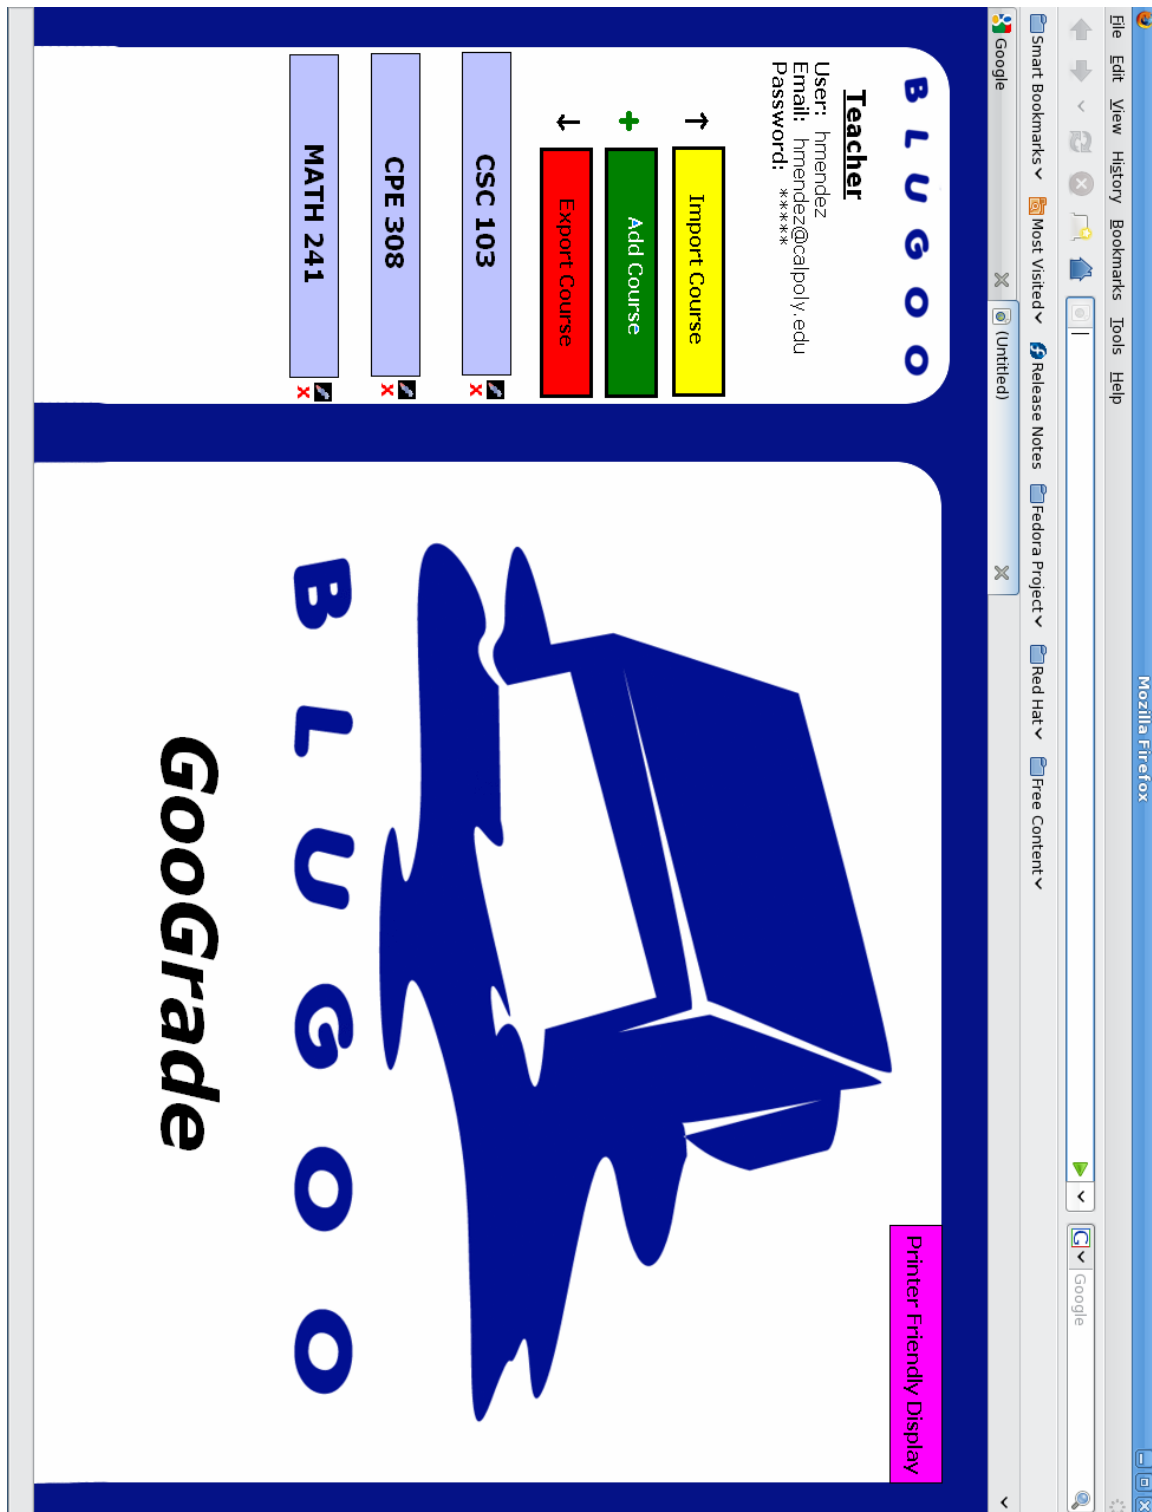 Mozilla Firefox
File Edit View History Bookmarks Tools Help
Google
Smart Bookmarks Most Visited Release Notes Fedora Project Red Hat Free Content
Google (Untitled)
B L U G O O
Teacher
User: hmendez
Email: hmendez@calpoly.edu
Password: *****
↑ Import Course
+ Add Course
↓ Export Course
CSC 103 x
CPE 308 x
MATH 241 x
Printer Friendly Display
B L U G O O
GooGrade